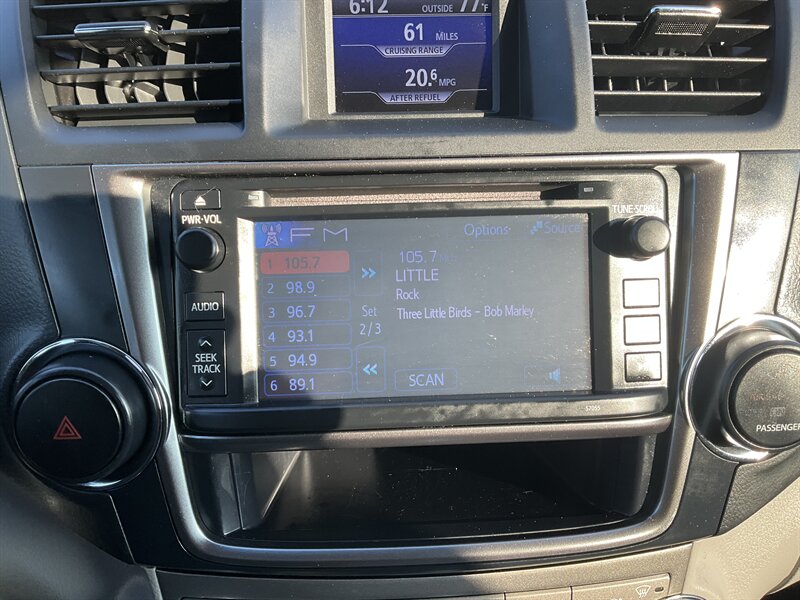 6:12 OUTSIDE 77°F
61 MILES
CRUISING RANGE
20.6 MPG
AFTER REFUEL
PWR·VOL
TUNE·SCROLL
AUDIO
SEEK
TRACK
FM
Options
Source
1 105.7
2 98.9
3 96.7
4 93.1
5 94.9
6 89.1
Set
2/3
105.7 MHz
LITTLE
Rock
Three Little Birds - Bob Marley
SCAN
57055
PASSENGER